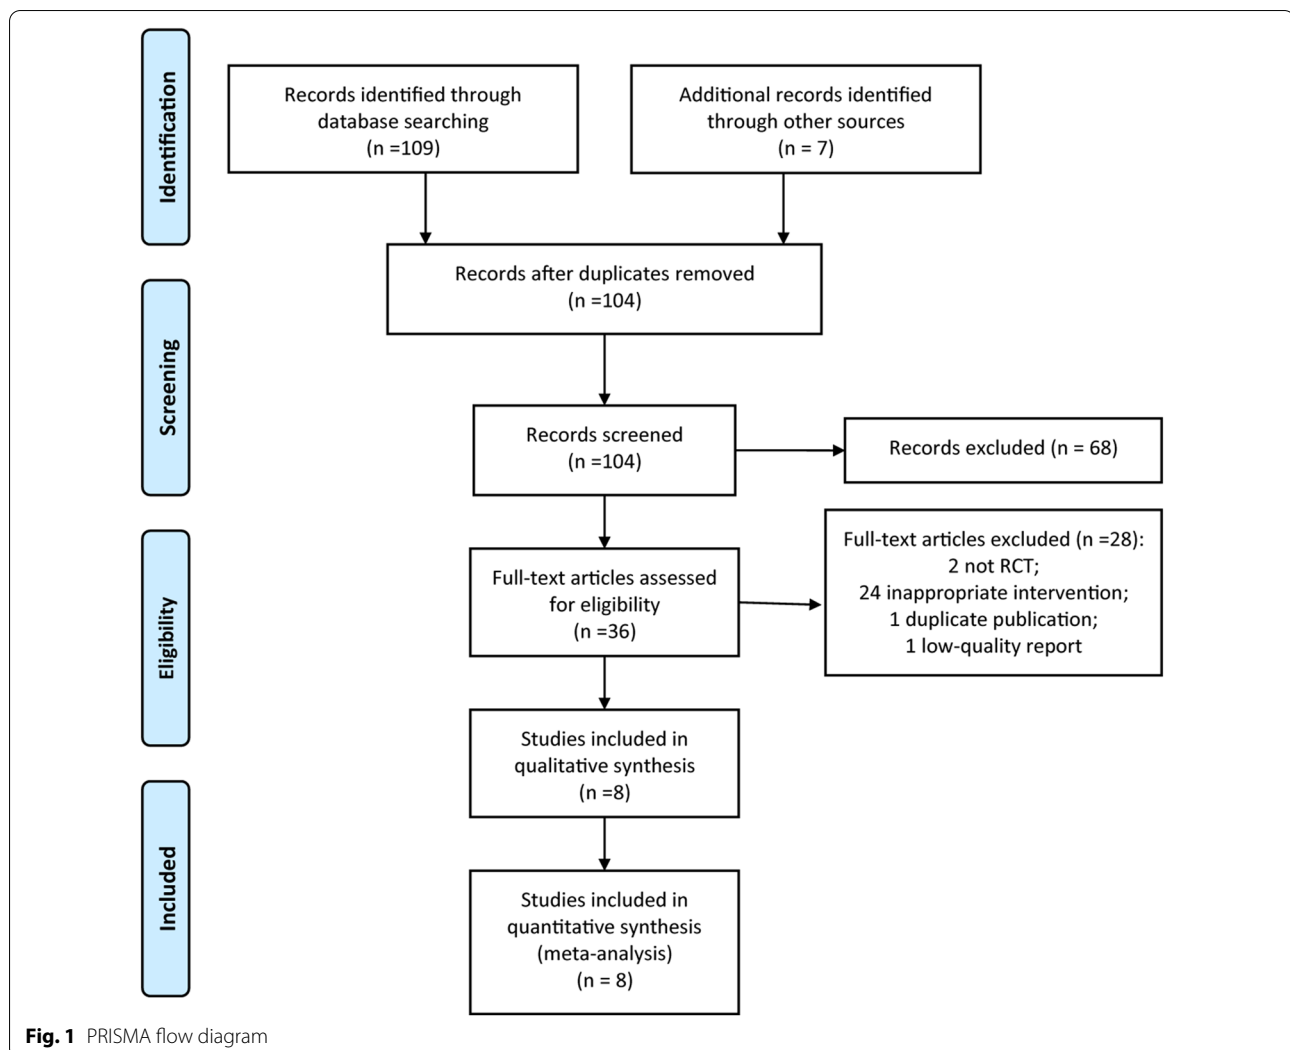 Identification
Records identified through
database searching
(n =109)
Additional records identified
through other sources
(n = 7)
Screening
Records after duplicates removed
(n =104)
Records screened
(n =104)
Records excluded (n = 68)
Eligibility
Full-text articles assessed
for eligibility
(n =36)
Full-text articles excluded (n =28):
2 not RCT;
24 inappropriate intervention;
1 duplicate publication;
1 low-quality report
Studies included in
qualitative synthesis
(n =8)
Included
Studies included in
quantitative synthesis
(meta-analysis)
(n = 8)
Fig. 1 PRISMA flow diagram